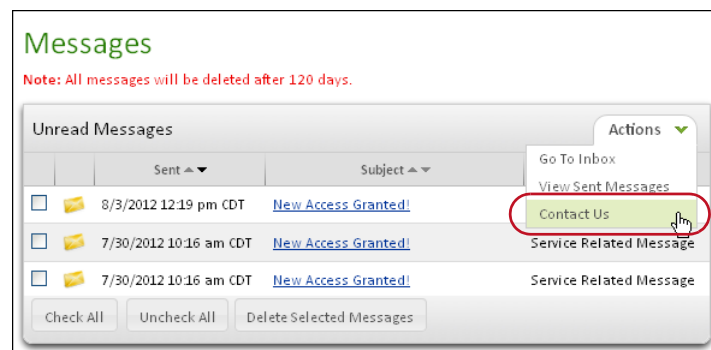 Messages
Note: All messages will be deleted after 120 days.
Unread Messages
Actions
Go To Inbox
View Sent Messages
Contact Us
Sent
Subject
8/3/2012 12:19 pm CDT New Access Granted!
7/30/2012 10:16 am CDT New Access Granted! Service Related Message
7/30/2012 10:16 am CDT New Access Granted! Service Related Message
Check All Uncheck All Delete Selected Messages